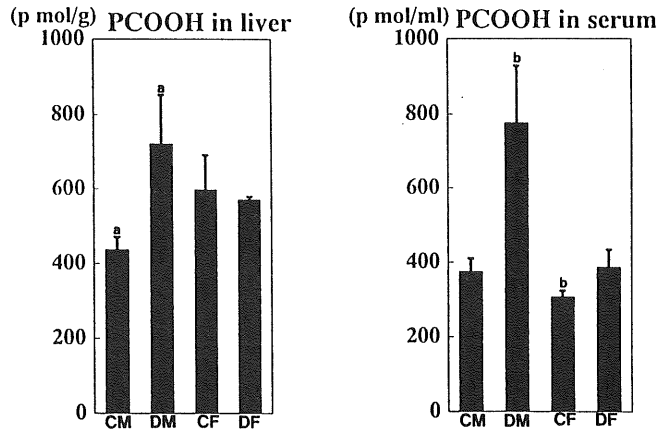 (p mol/g) PCOOH in liver
1000
800
600
400
200
0
a
a
CM DM CF DF
(p mol/ml) PCOOH in serum
1000
800
600
400
200
0
b
b
CM DM CF DF